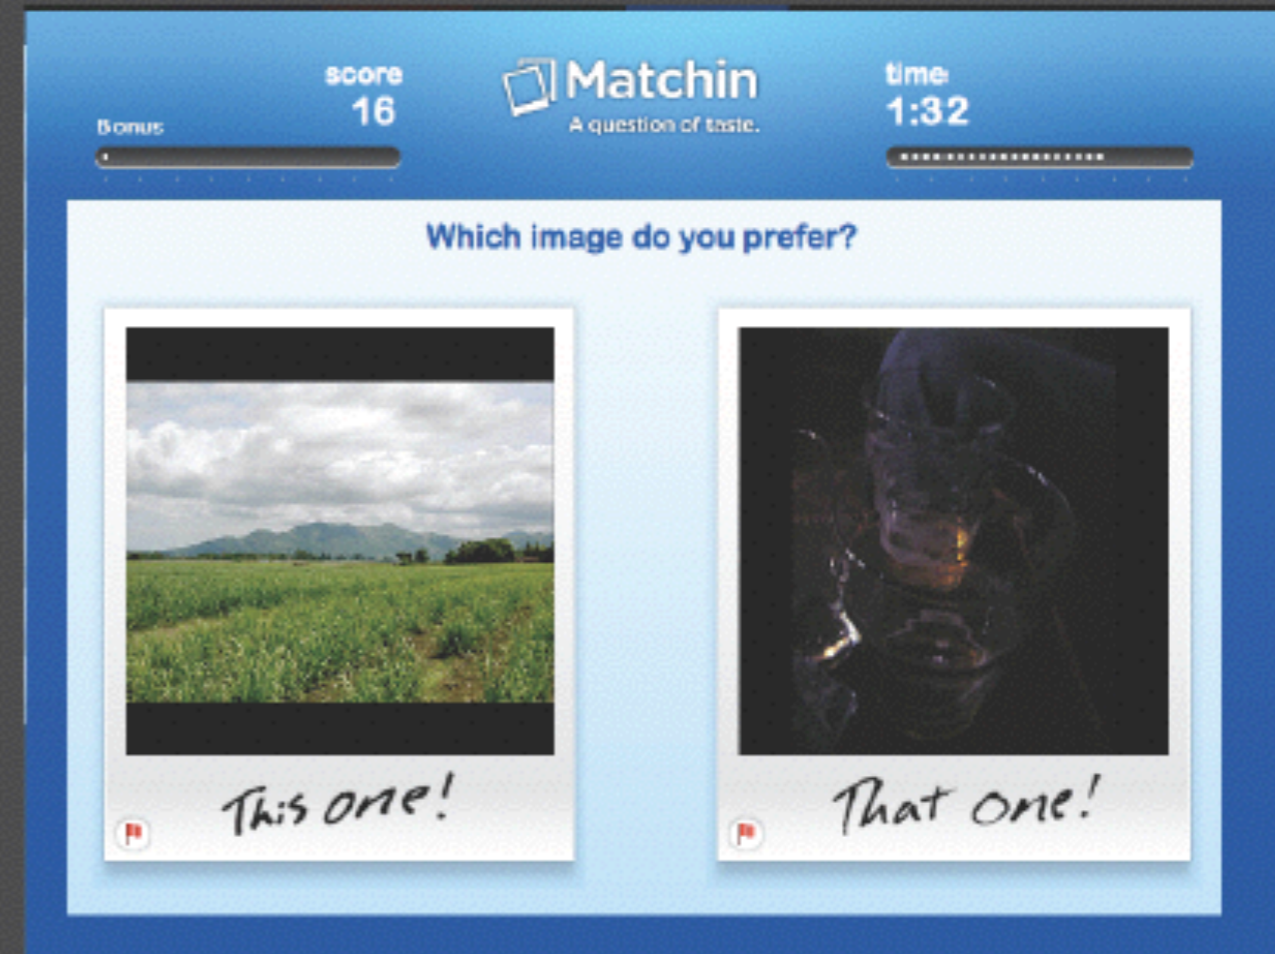 score
16
Bonus
Matchin
A question of taste.
time
1:32
Which image do you prefer?
This one!
That one!